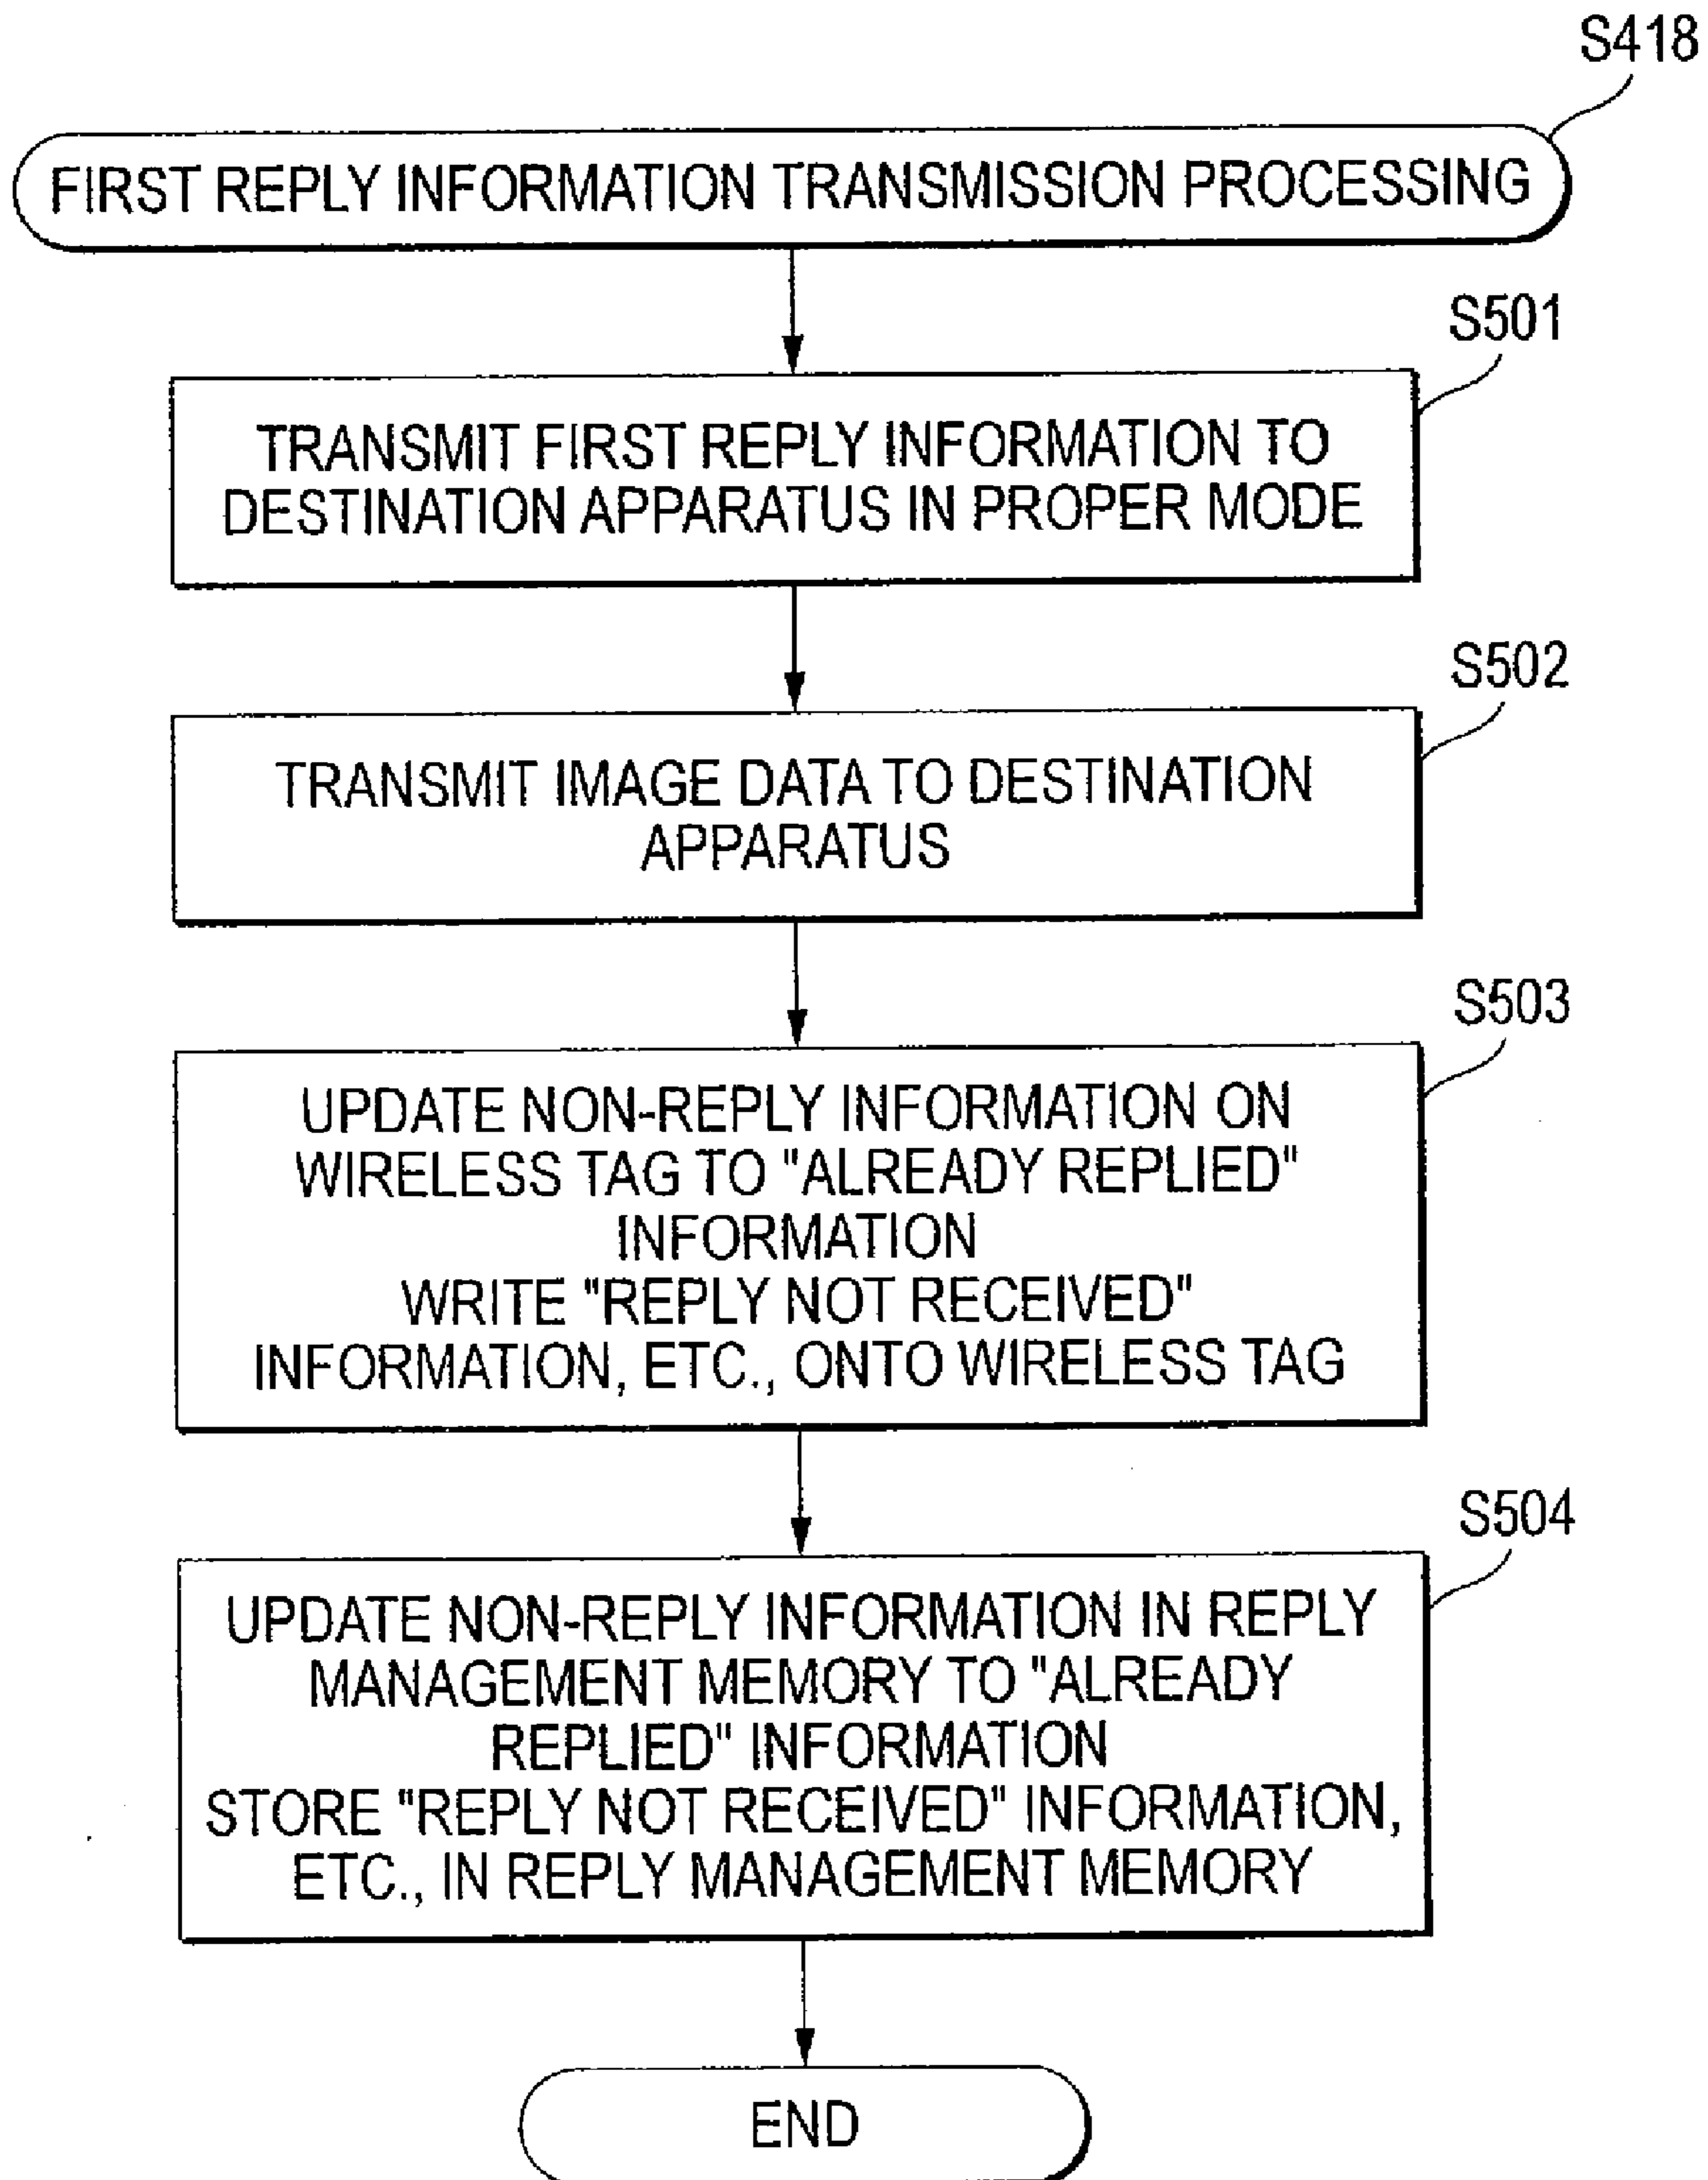 S418
FIRST REPLY INFORMATION TRANSMISSION PROCESSING
S501
TRANSMIT FIRST REPLY INFORMATION TO
DESTINATION APPARATUS IN PROPER MODE
S502
TRANSMIT IMAGE DATA TO DESTINATION
APPARATUS
S503
UPDATE NON-REPLY INFORMATION ON
WIRELESS TAG TO "ALREADY REPLIED"
INFORMATION
WRITE "REPLY NOT RECEIVED"
INFORMATION, ETC., ONTO WIRELESS TAG
S504
UPDATE NON-REPLY INFORMATION IN REPLY
MANAGEMENT MEMORY TO "ALREADY
REPLIED" INFORMATION
STORE "REPLY NOT RECEIVED" INFORMATION,
ETC., IN REPLY MANAGEMENT MEMORY
END